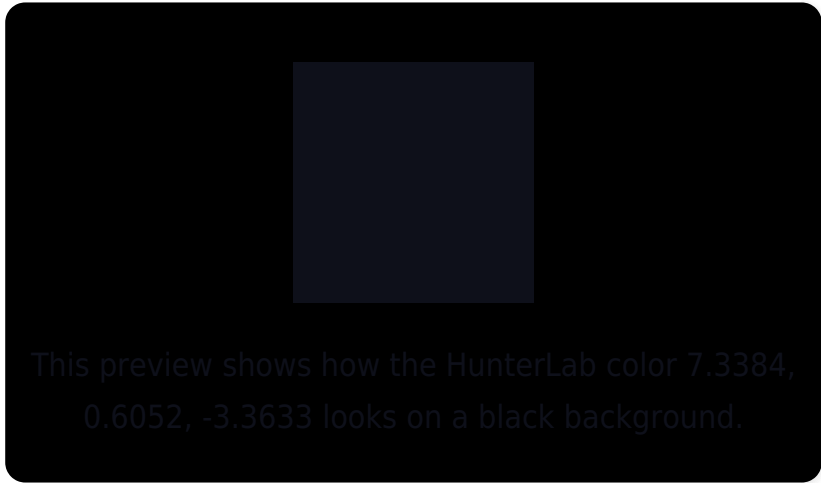 This preview shows how the HunterLab color 7.3384,
0.6052, -3.3633 looks on a black background.